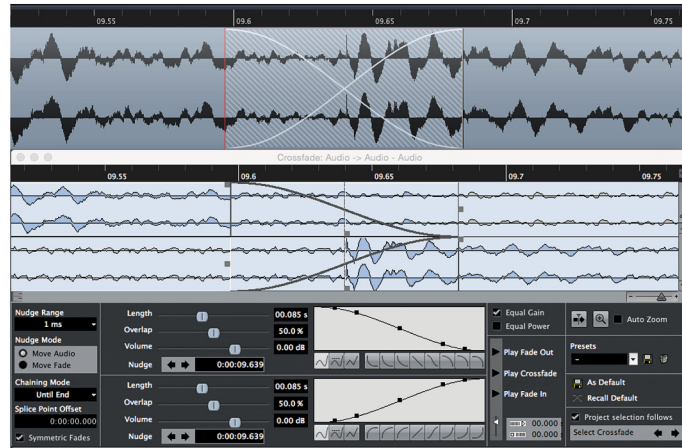 09.55 09.6 09.65 09.7 09.75
Crossfade: Audio -> Audio - Audio
09.55 09.6 09.65 09.7 09.75
Nudge Range
1 ms
Nudge Mode
Move Audio
Move Fade
Chaining Mode
Until End
Splice Point Offset
0:00:00.000
Symmetric Fades
Length 00.085 s
Overlap 50.0 %
Volume 0.00 dB
Nudge 0:00:09.639
Length 00.085 s
Overlap 50.0 %
Volume 0.00 dB
Nudge 0:00:09.639
Equal Gain
Equal Power
Play Fade Out
Play Crossfade
Play Fade In
00.000
00.000
Auto Zoom
Presets
-
As Default
Recall Default
Project selection follows
Select Crossfade